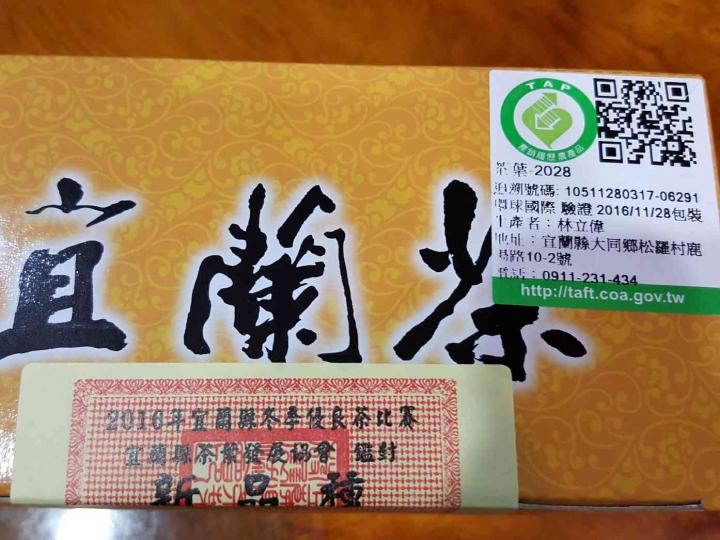 宜蘭茶
TAP
產銷履歷農產品
茶葉-2028
追溯號碼: 10511280317-06291
環球國際 驗證 2016/11/28包裝
生產者：林立偉
地址：宜蘭縣大同鄉松羅村鹿
場路10-2號
電話：0911-231-434
http://taft.coa.gov.tw
2016年宜蘭縣冬季優良茶比賽
宜蘭縣茶業發展協會 鑑封
新品種